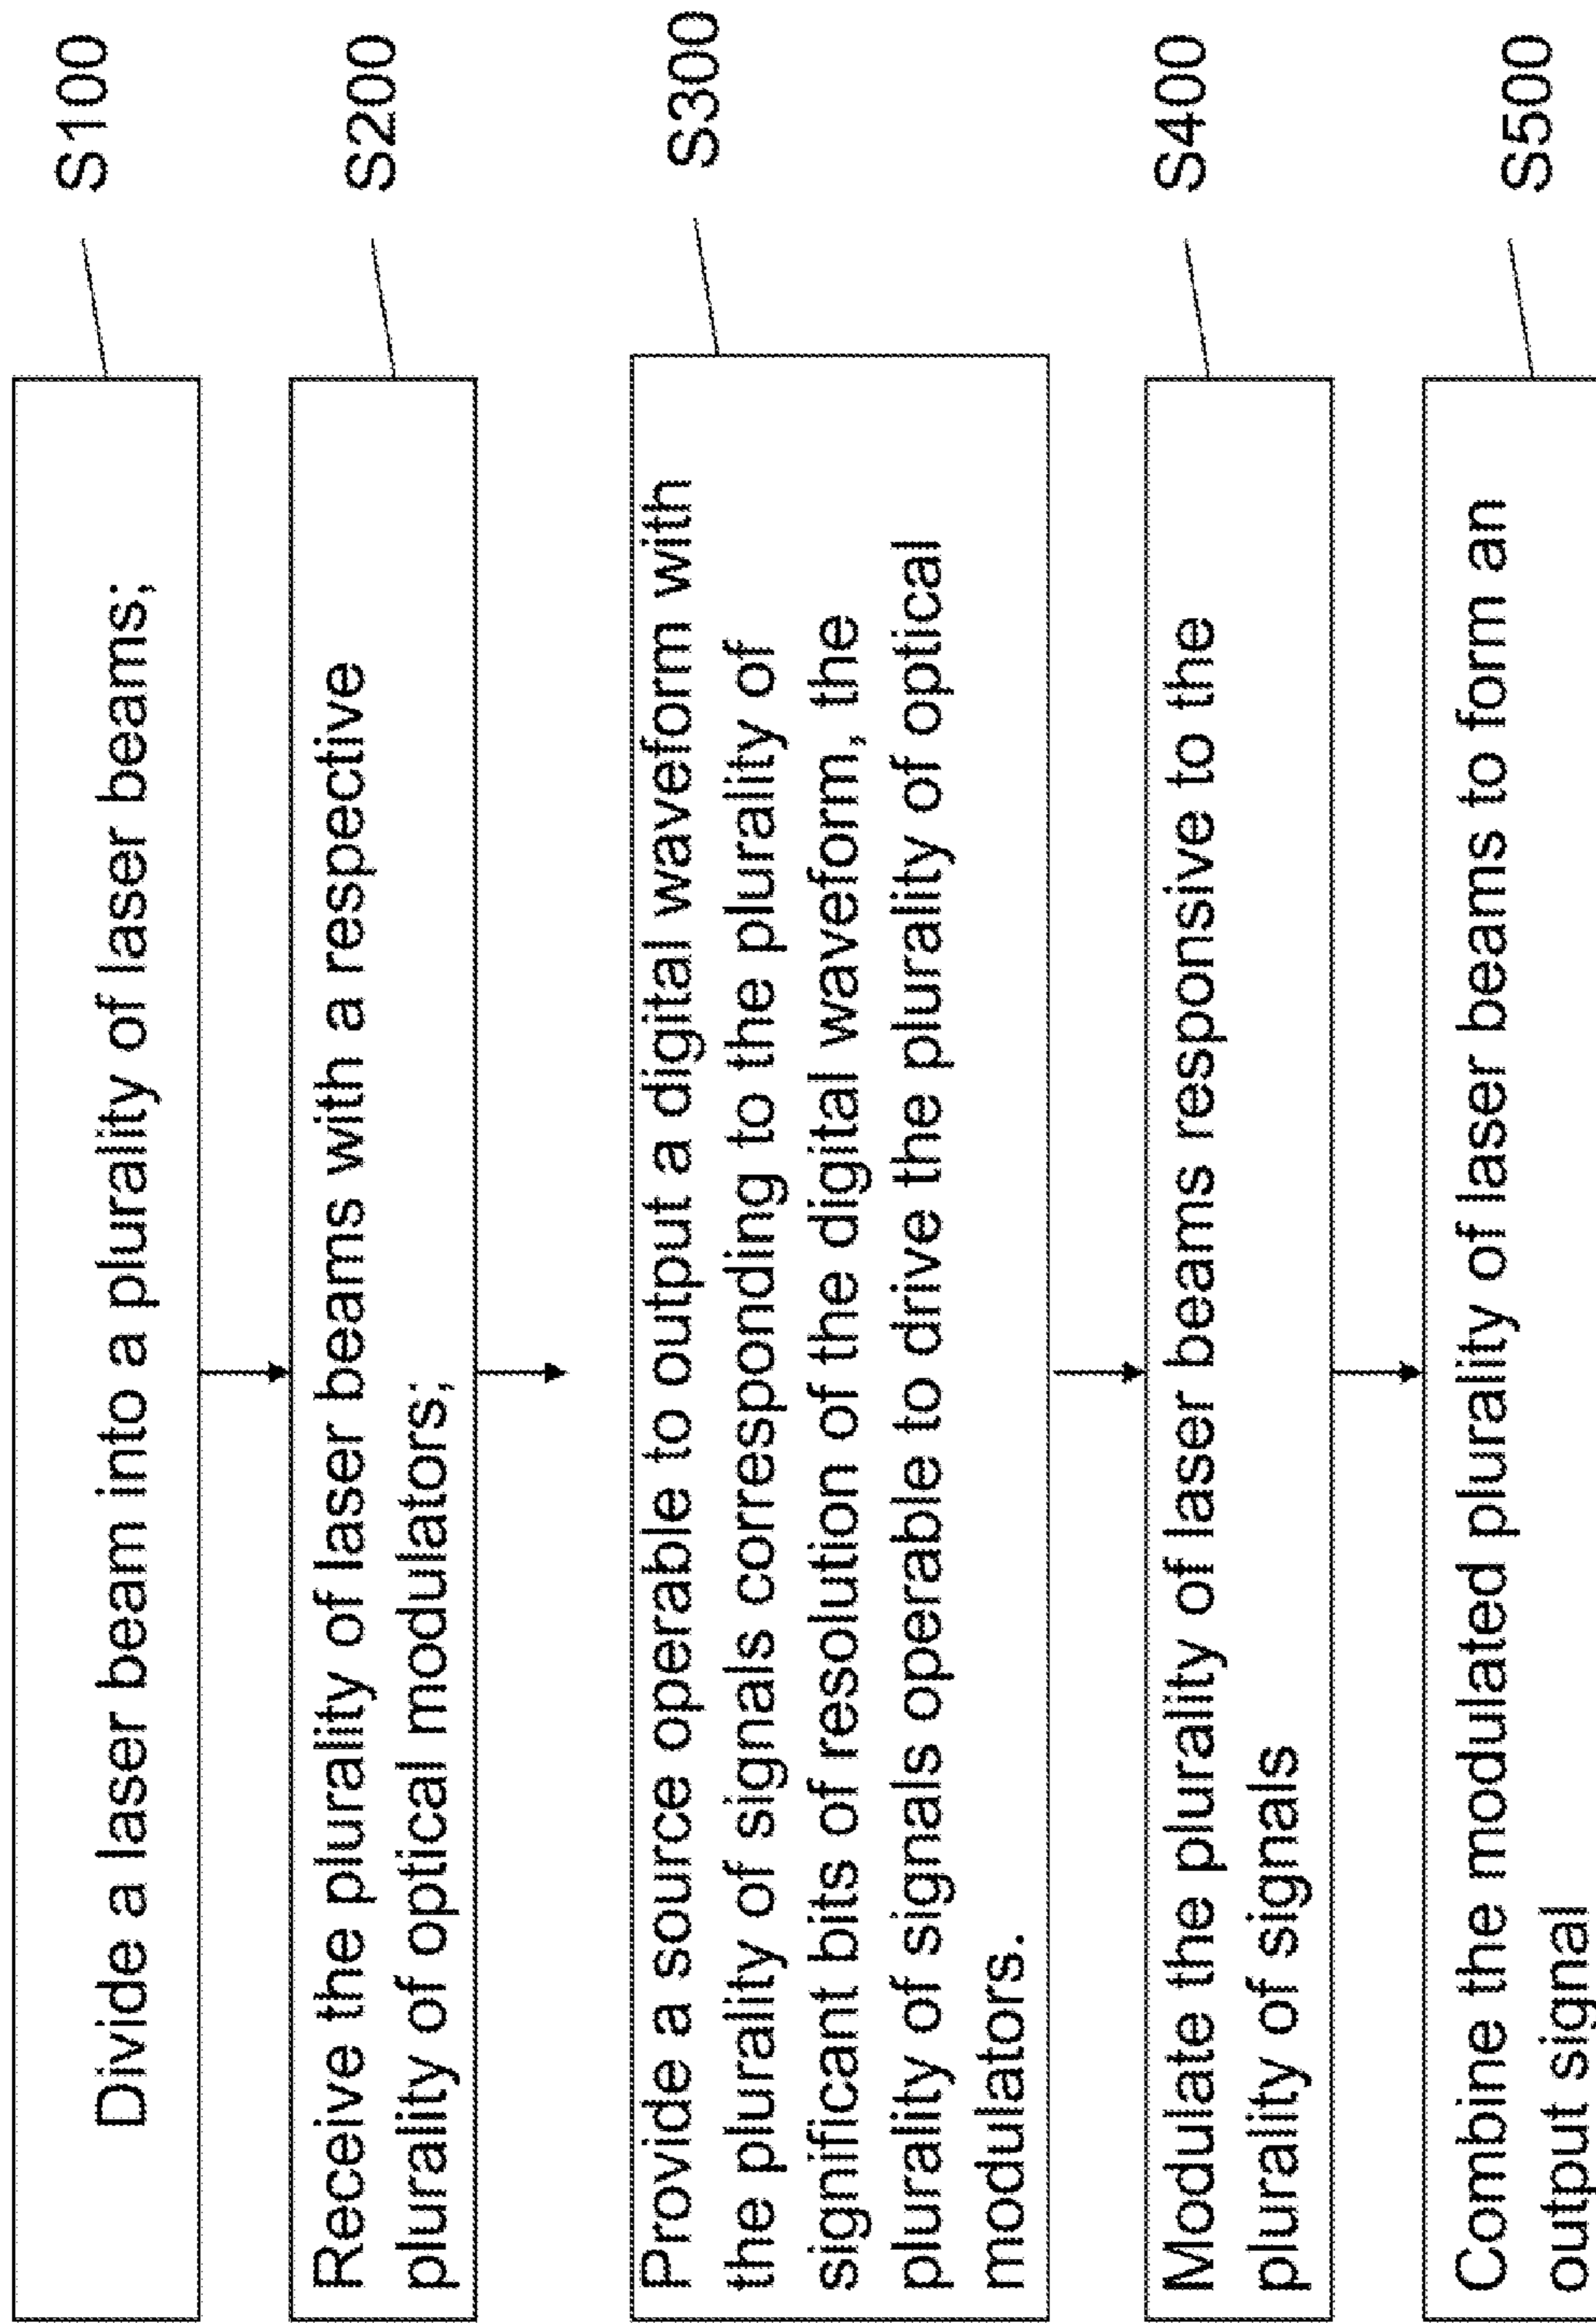 Divide a laser beam into a plurality of laser beams;
S100
Receive the plurality of laser beams with a respective
plurality of optical modulators;
S200
Provide a source operable to output a digital waveform with
the plurality of signals corresponding to the plurality of
significant bits of resolution of the digital waveform, the
plurality of signals operable to drive the plurality of optical
modulators.
S300
Modulate the plurality of laser beams responsive to the
plurality of signals
S400
Combine the modulated plurality of laser beams to form an
output signal
S500